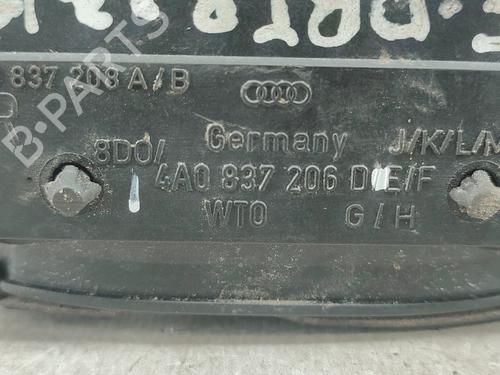 837 208 A/B
Germany J/K/L/M
8D0/
4A0 837 206 D/E/F
WTO G/H
B-PARTS